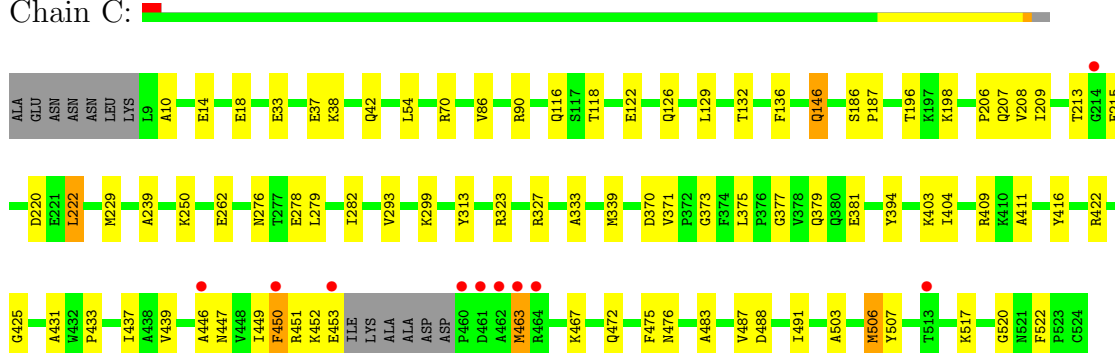 Chain C:
ALA GLU ASN ASN ASN LEU LYS L9 A10 E14 E18 E33 E37 K38 Q42 L54 R70 V86 R90 Q116 S117 T118 E122 Q126 L129 T132 F136 Q146 S186 P187 T196 K197 K198 P206 Q207 V208 I209 T213 G214
D220 E221 L222 M229 A239 K250 E262 N276 T277 E278 L279 I282 V293 K299 Y313 R323 R327 A333 M339 D370 V371 P372 G373 F374 L375 P376 G377 V378 Q379 Q380 E381 Y394 K403 I404 R409 K410 A411 Y416 R422
G425 A431 W432 P433 I437 A438 V439 A446 N447 V448 I449 F450 R451 K452 E453 ILE LYS ALA ALA ASP ASP P460 D461 A462 M463 R464 K467 Q472 F475 N476 A483 V487 D488 I491 A503 M506 Y507 T513 K517 G520 N521 F522 P523 C524